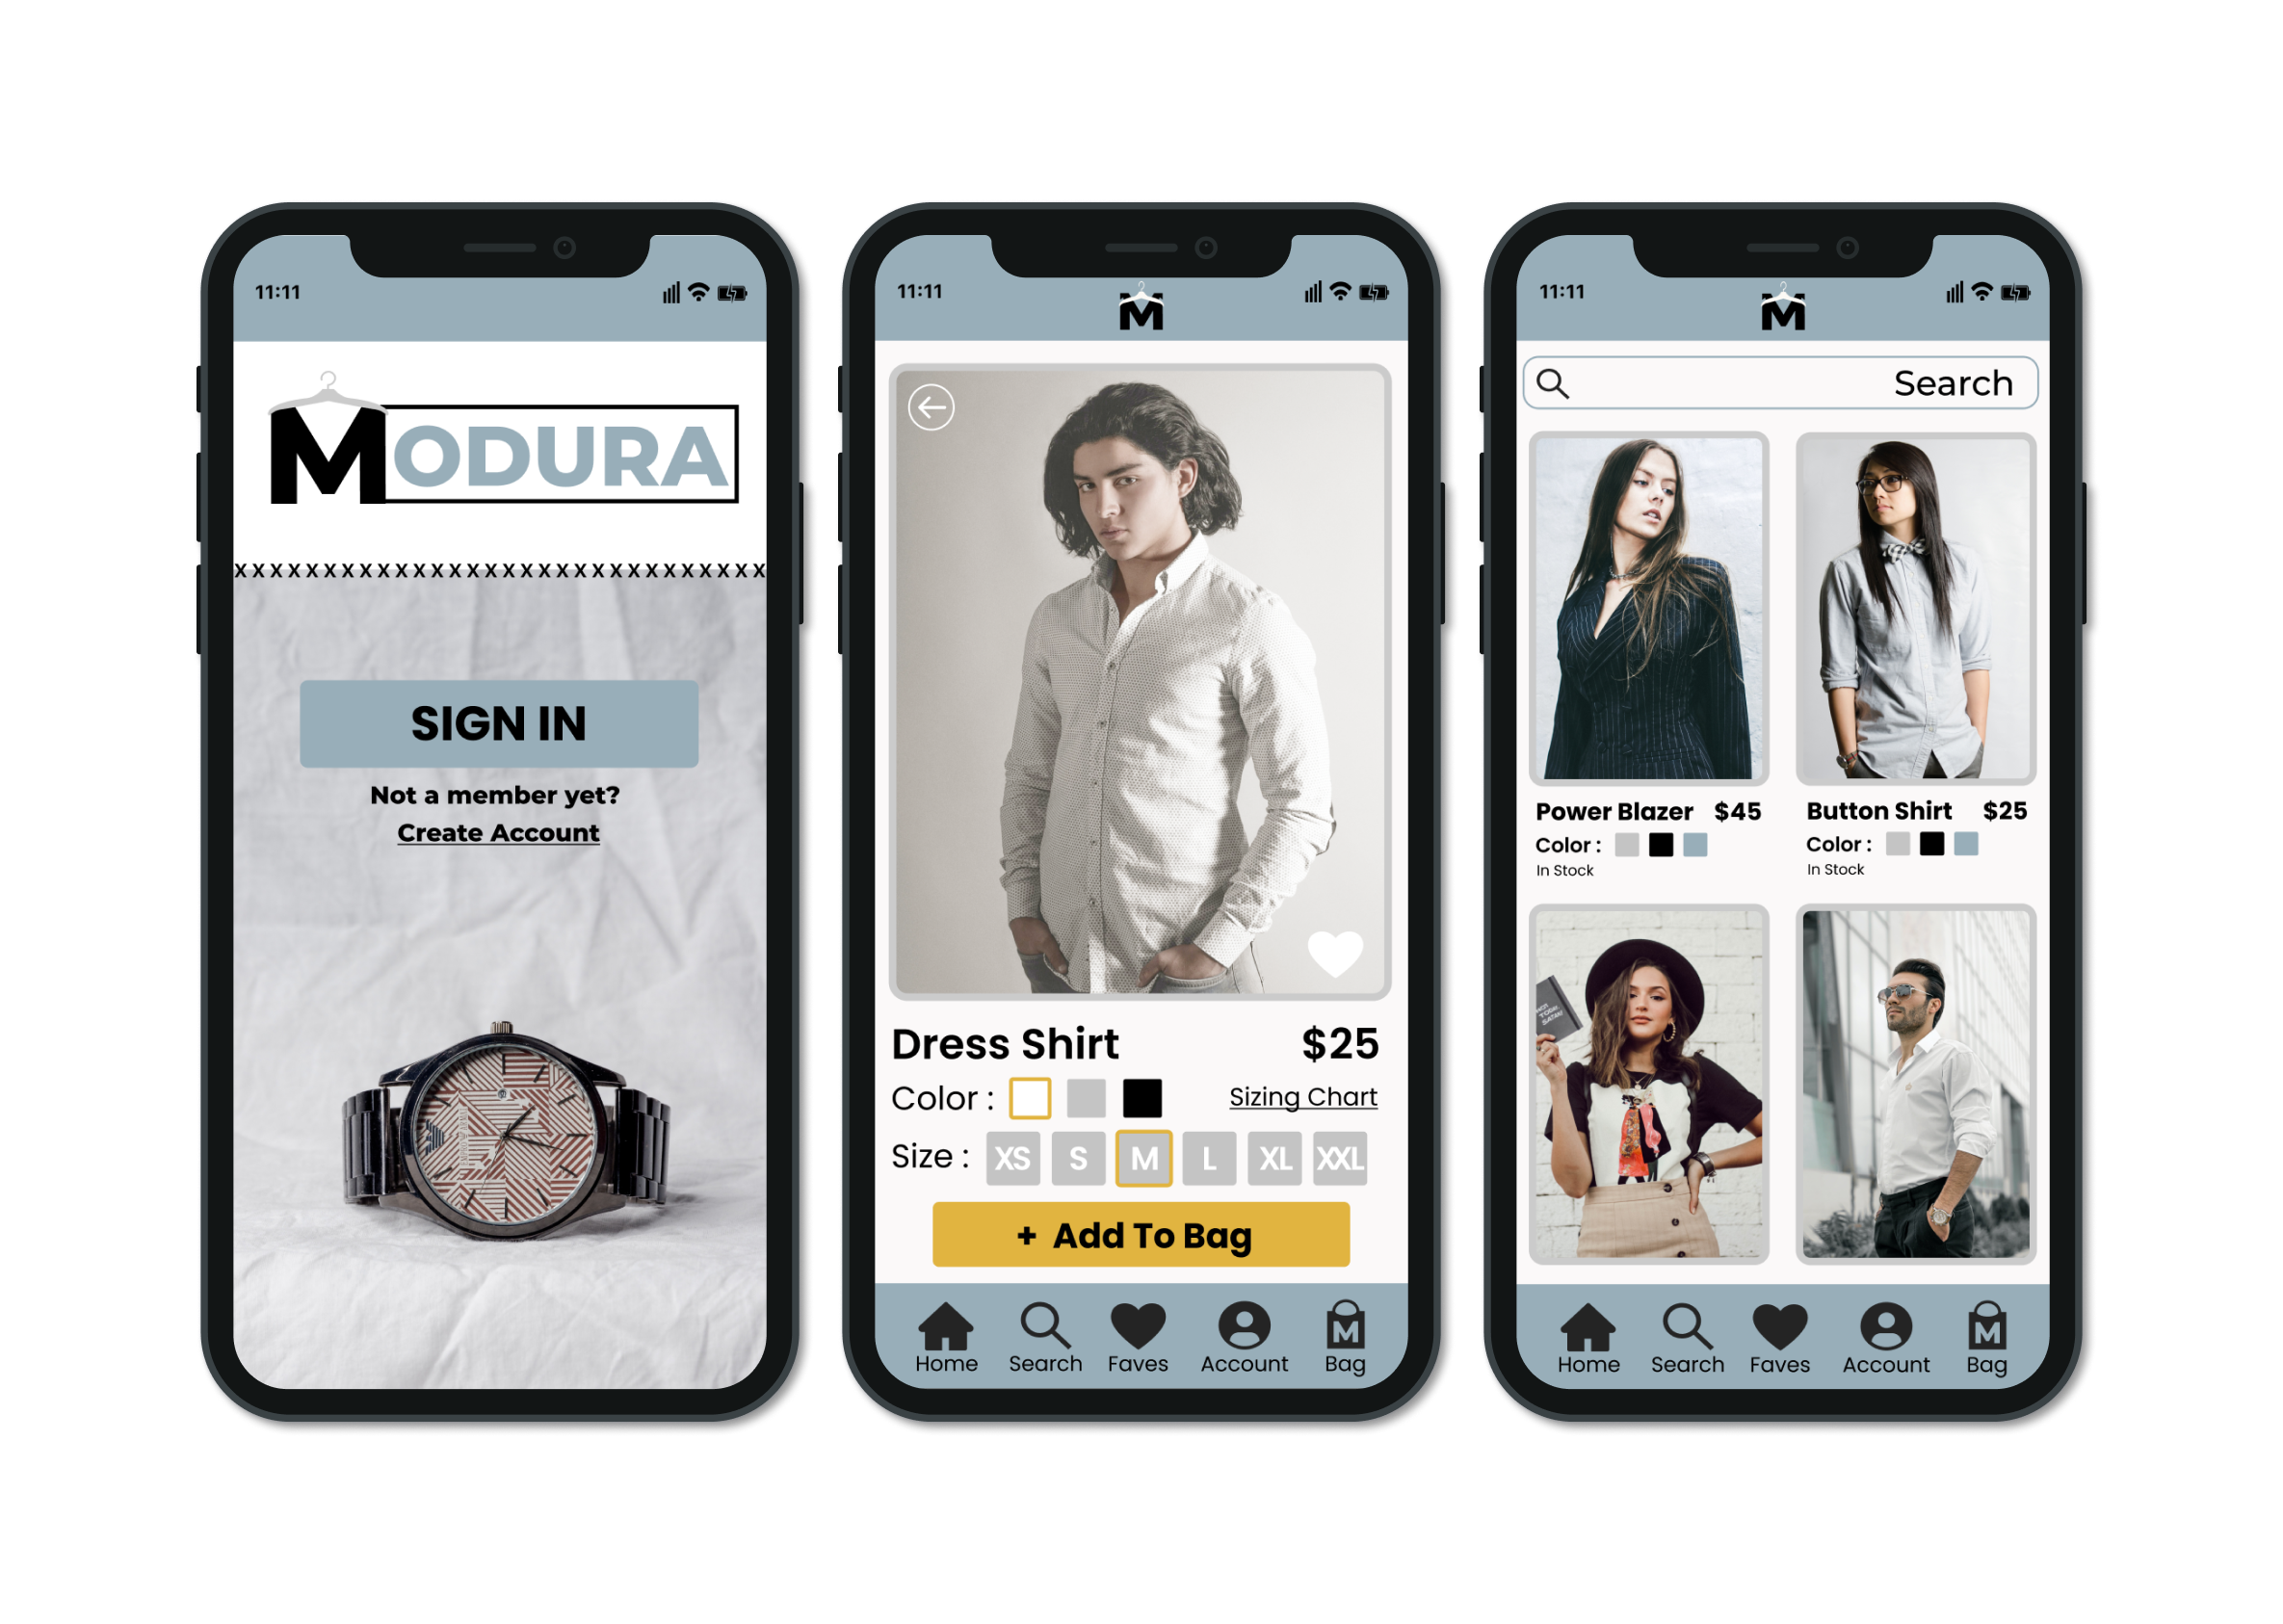 11:11
MODURA
XXXXXXXXXXXXXXXXXXXXXXXXXXXXXX
SIGN IN
Not a member yet?
Create Account
11:11
M
Dress Shirt $25
Color : Sizing Chart
Size : XS S M L XL XXL
+ Add To Bag
M
Home Search Faves Account Bag
11:11
M
Search
Power Blazer $45
Color :
In Stock
Button Shirt $25
Color :
In Stock
M
Home Search Faves Account Bag